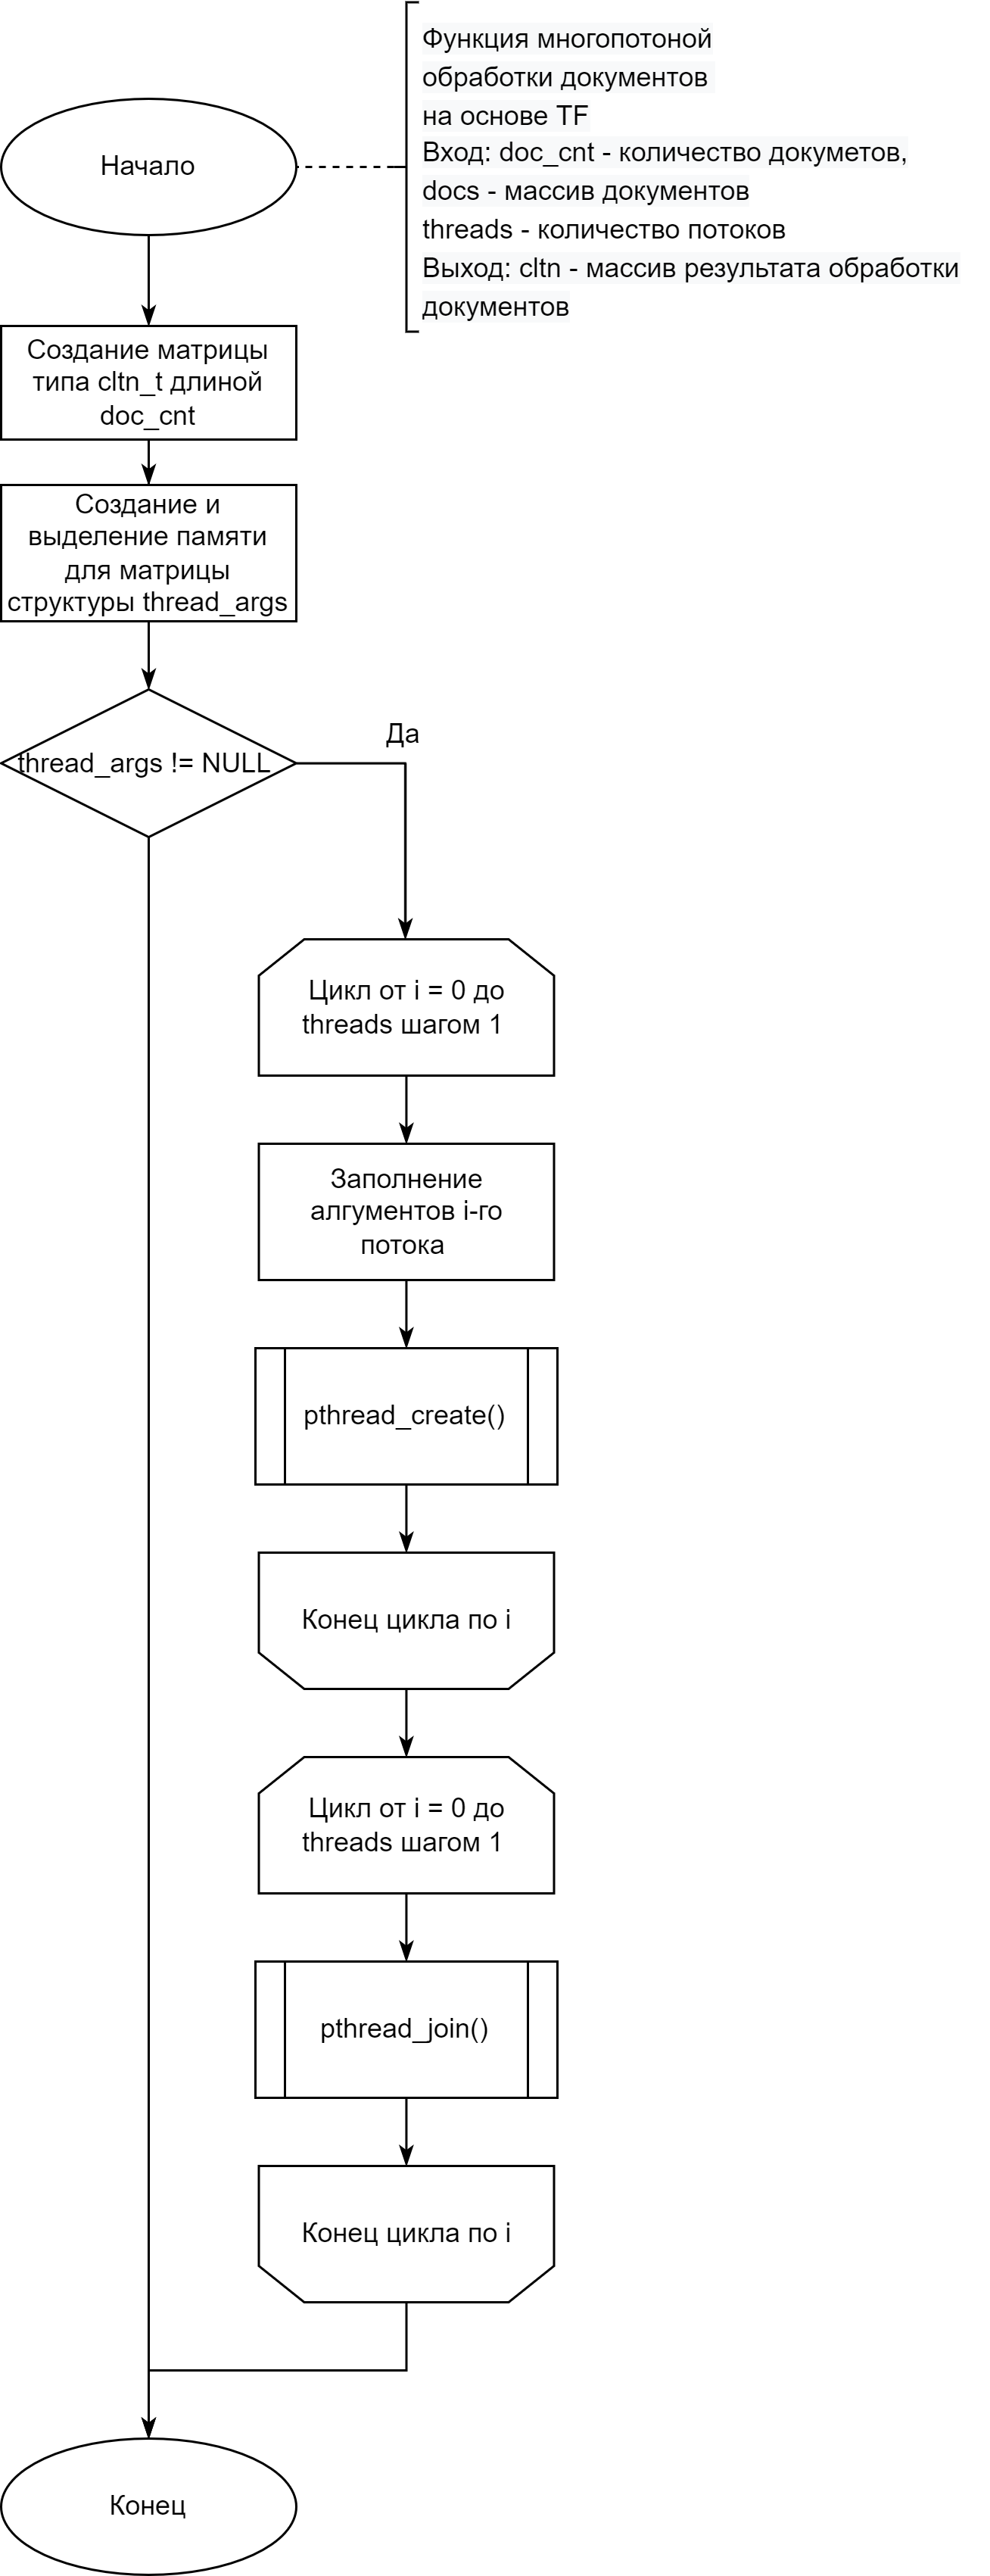 Функция многопотоной
обработки документов
на основе TF
Вход: doc_cnt - количество докуметов,
docs - массив документов
threads - количество потоков
Выход: cltn - массив результата обработки
документов
Начало
Создание матрицы
типа cltn_t длиной
doc_cnt
Создание и
выделение памяти
для матрицы
структуры thread_args
thread_args != NULL
Да
Цикл от i = 0 до
threads шагом 1
Заполнение
алгументов i-го
потока
pthread_create()
Конец цикла по i
Цикл от i = 0 до
threads шагом 1
pthread_join()
Конец цикла по i
Конец